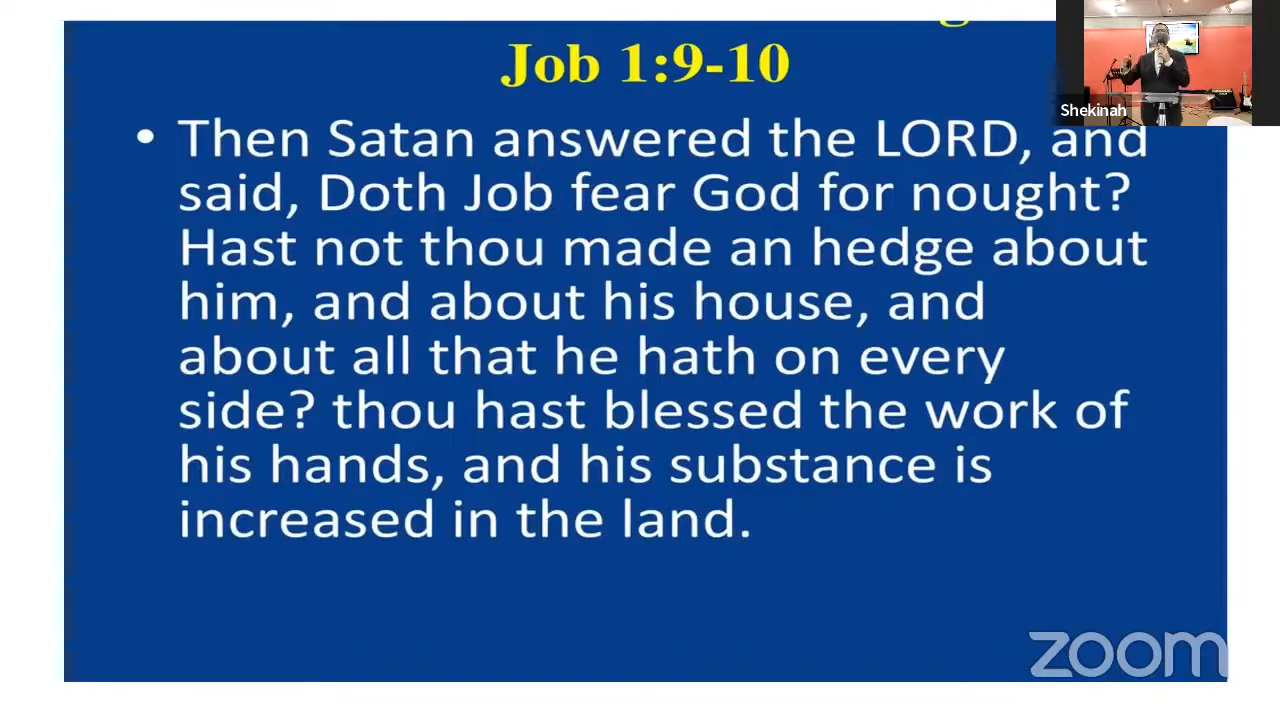 Job 1:9-10
Shekinah
• Then Satan answered the LORD, and
said, Doth Job fear God for nought?
Hast not thou made an hedge about
him, and about his house, and
about all that he hath on every
side? thou hast blessed the work of
his hands, and his substance is
increased in the land.
zoom